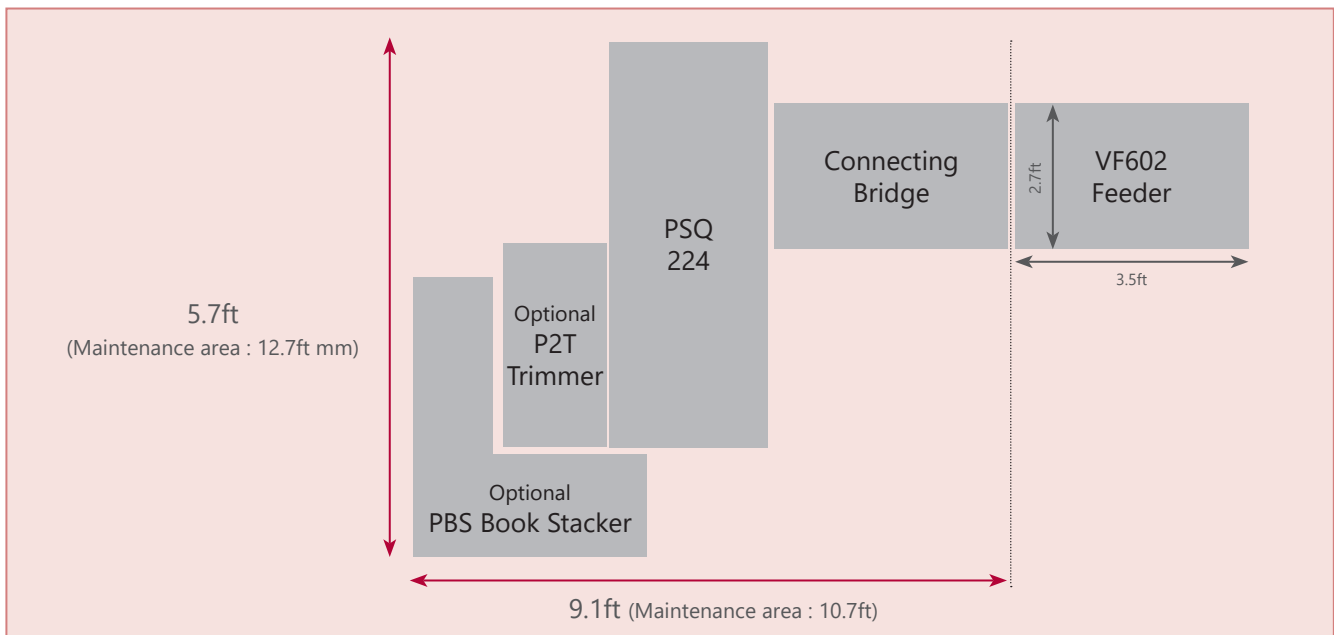 Connecting
Bridge
2.7ft
VF602
Feeder
3.5ft
PSQ
224
5.7ft
(Maintenance area : 12.7ft mm)
Optional
P2T
Trimmer
Optional
PBS Book Stacker
9.1ft (Maintenance area : 10.7ft)